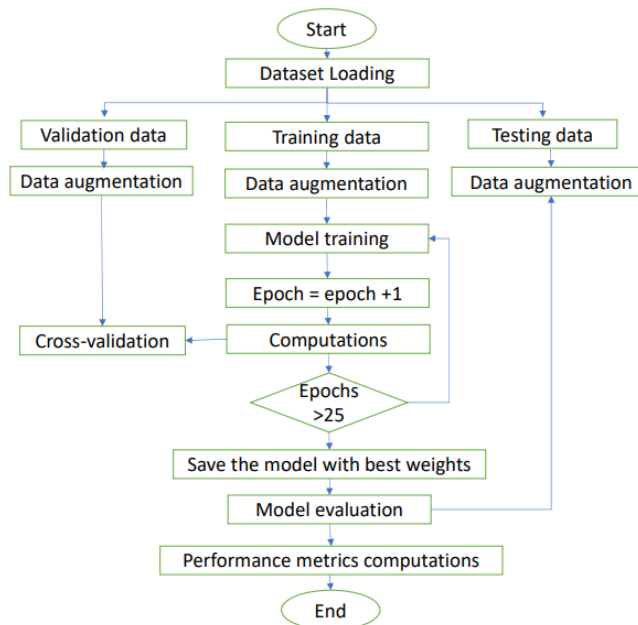 Start
Dataset Loading
Validation data
Training data
Testing data
Data augmentation
Data augmentation
Data augmentation
Model training
Epoch = epoch +1
Cross-validation
Computations
Epochs
>25
Save the model with best weights
Model evaluation
Performance metrics computations
End